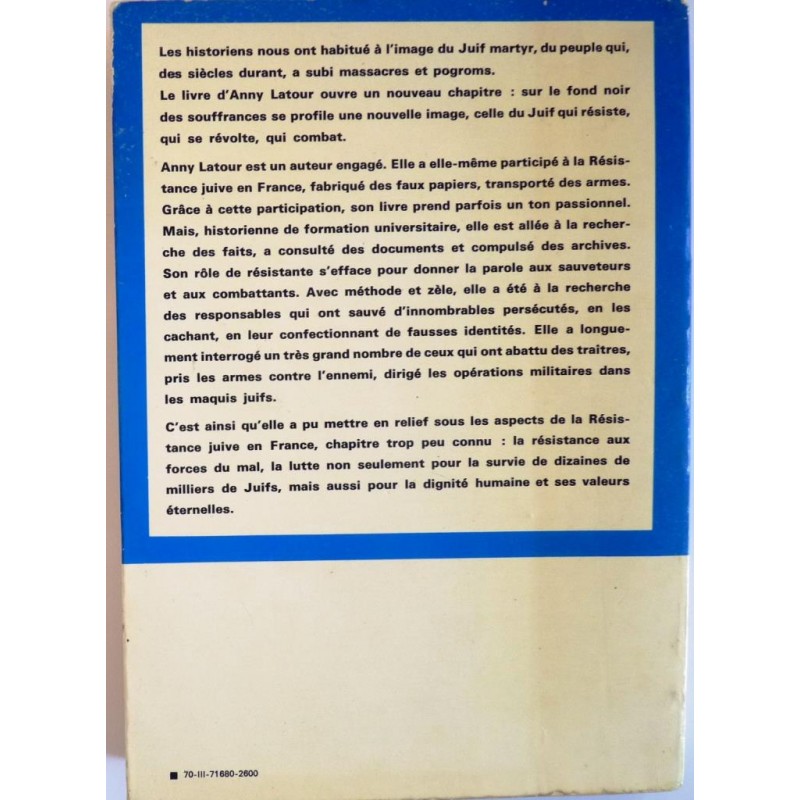 Les historiens nous ont habitué à l'image du Juif martyr, du peuple qui,
des siècles durant, a subi massacres et pogroms.
Le livre d'Anny Latour ouvre un nouveau chapitre : sur le fond noir
des souffrances se profile une nouvelle image, celle du Juif qui résiste,
qui se révolte, qui combat.
Anny Latour est un auteur engagé. Elle a elle-même participé à la Résis-
tance juive en France, fabriqué des faux papiers, transporté des armes.
Grâce à cette participation, son livre prend parfois un ton passionnel.
Mais, historienne de formation universitaire, elle est allée à la recher-
che des faits, a consulté des documents et compulsé des archives.
Son rôle de résistante s'efface pour donner la parole aux sauveteurs
et aux combattants. Avec méthode et zèle, elle a été à la recherche
des responsables qui ont sauvé d'innombrables persécutés, en les
cachant, en leur confectionnant de fausses identités. Elle a longue-
ment interrogé un très grand nombre de ceux qui ont abattu des traîtres,
pris les armes contre l'ennemi, dirigé les opérations militaires dans
les maquis juifs.
C'est ainsi qu'elle a pu mettre en relief sous les aspects de la Résis-
tance juive en France, chapitre trop peu connu : la résistance aux
forces du mal, la lutte non seulement pour la survie de dizaines de
milliers de Juifs, mais aussi pour la dignité humaine et ses valeurs
éternelles.
■ 70-III-71680-2600